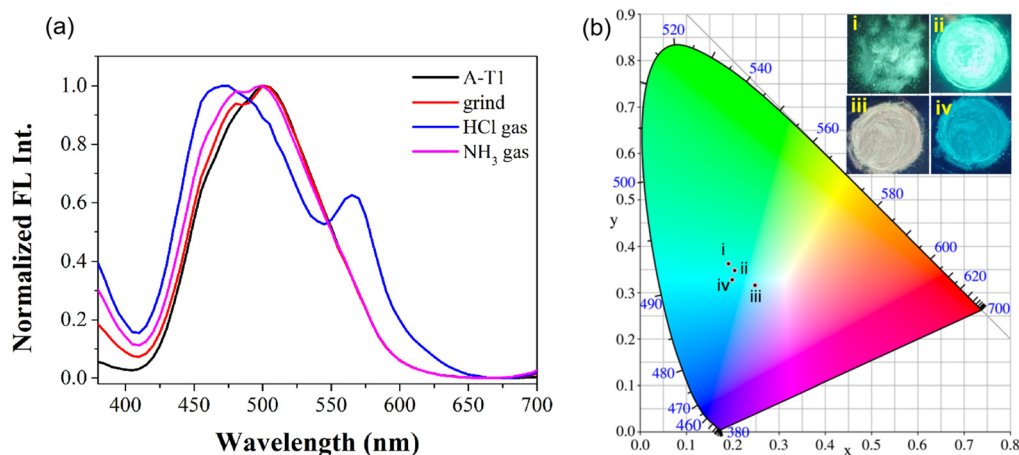 (a)
Normalized FL Int.
1.0
0.8
0.6
0.4
0.2
0.0
A-T1
grind
HCl gas
NH₃ gas
400 450 500 550 600 650 700
Wavelength (nm)
(b)
y
0.9
0.8
0.7
0.6
0.5
0.4
0.3
0.2
0.1
0.0
520
540
560
580
600
620
700
500
490
480
470
460
380
i
ii
iv
iii
i ii
iii iv
0.0 0.1 0.2 0.3 0.4 0.5 0.6 0.7 0.8
x